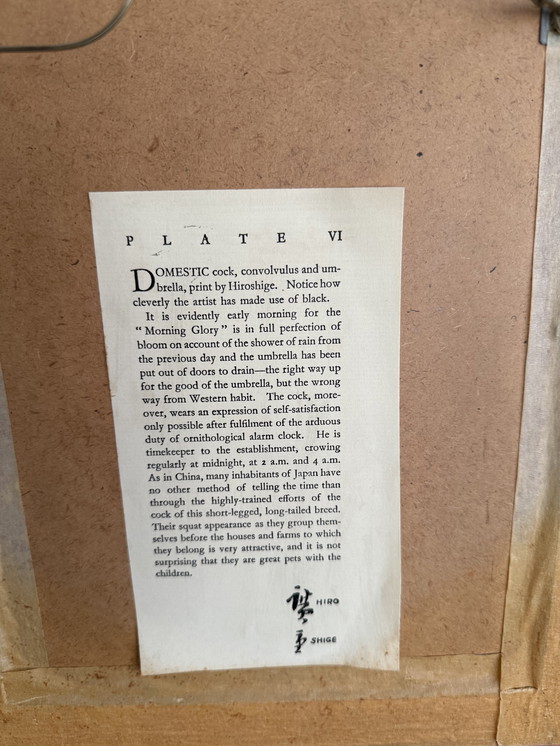 PLATE VI
DOMESTIC cock, convolvulus and um-
brella, print by Hiroshige. Notice how
cleverly the artist has made use of black.
It is evidently early morning for the
“Morning Glory” is in full perfection of
bloom on account of the shower of rain from
the previous day and the umbrella has been
put out of doors to drain—the right way up
for the good of the umbrella, but the wrong
way from Western habit. The cock, more-
over, wears an expression of self-satisfaction
only possible after fulfilment of the arduous
duty of ornithological alarm clock. He is
timekeeper to the establishment, crowing
regularly at midnight, at 2 a.m. and 4 a.m.
As in China, many inhabitants of Japan have
no other method of telling the time than
through the highly-trained efforts of the
cock of this short-legged, long-tailed breed.
Their squat appearance as they group them-
selves before the houses and farms to which
they belong is very attractive, and it is not
surprising that they are great pets with the
children.
廣 HIRO
重 SHIGE